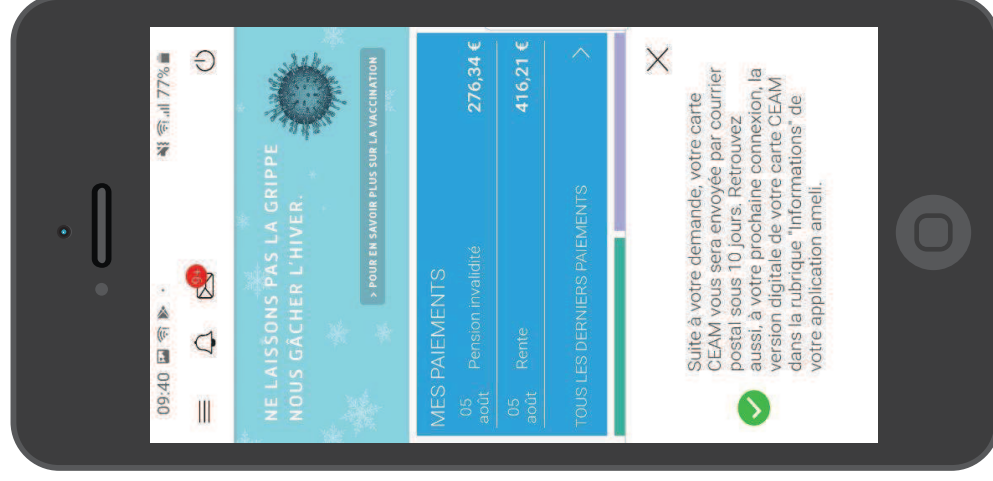 09:40 77%
9+
NE LAISSONS PAS LA GRIPPE
NOUS GÂCHER L'HIVER.
> POUR EN SAVOIR PLUS SUR LA VACCINATION
MES PAIEMENTS
05 août Pension invalidité 276,34 €
05 août Rente 416,21 €
TOUS LES DERNIERS PAIEMENTS
Suite à votre demande, votre carte
CEAM vous sera envoyée par courrier
postal sous 10 jours. Retrouvez
aussi, à votre prochaine connexion, la
version digitale de votre carte CEAM
dans la rubrique "Informations" de
votre application ameli.